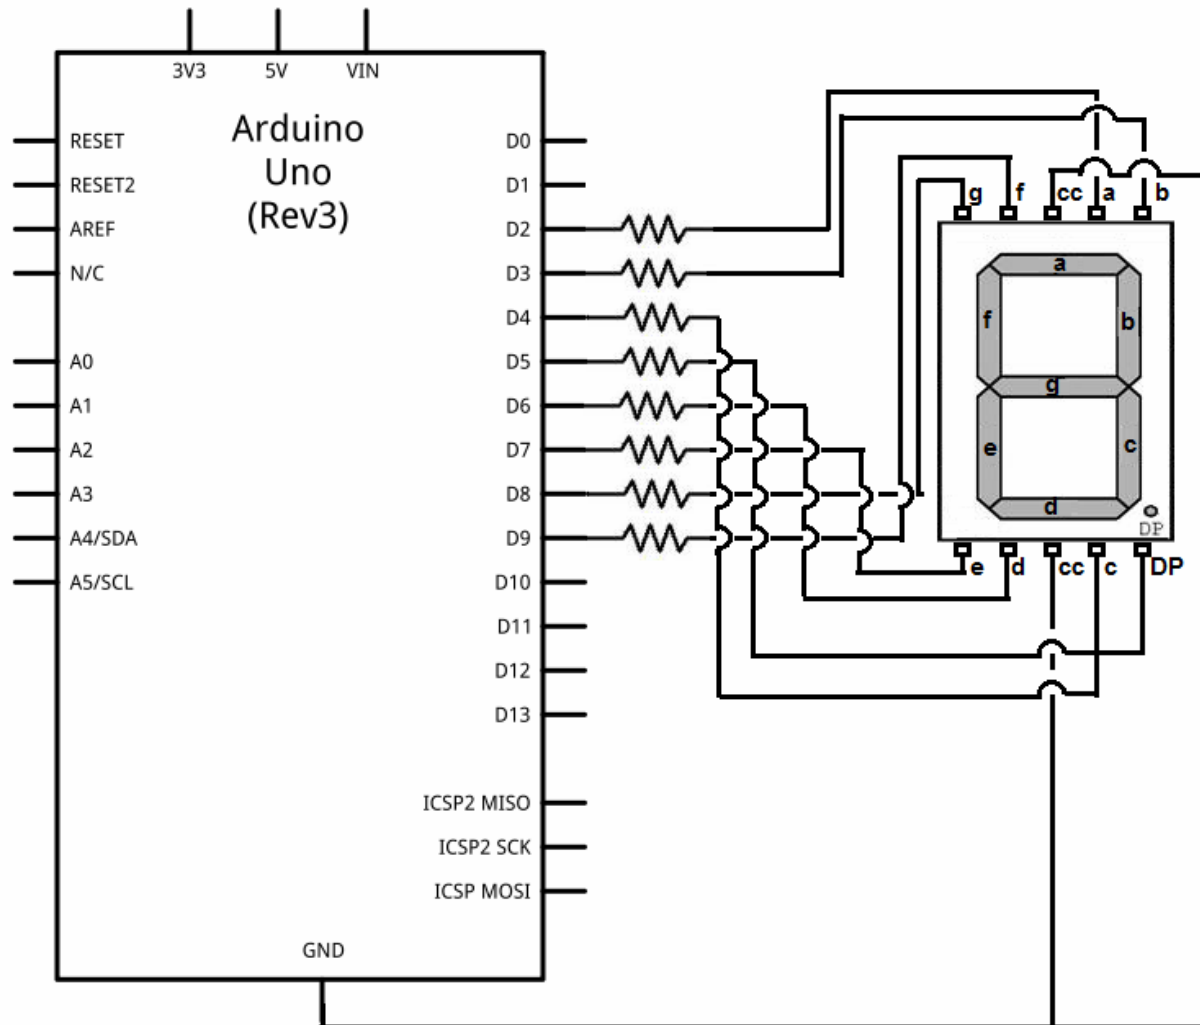 3V3 5V VIN
Arduino
Uno
(Rev3)
RESET
RESET2
AREF
N/C
A0
A1
A2
A3
A4/SDA
A5/SCL
D0
D1
D2
D3
D4
D5
D6
D7
D8
D9
D10
D11
D12
D13
ICSP2 MISO
ICSP2 SCK
ICSP MOSI
GND
g f cc a b
a
f b
g
e c
d
DP
e d cc c DP